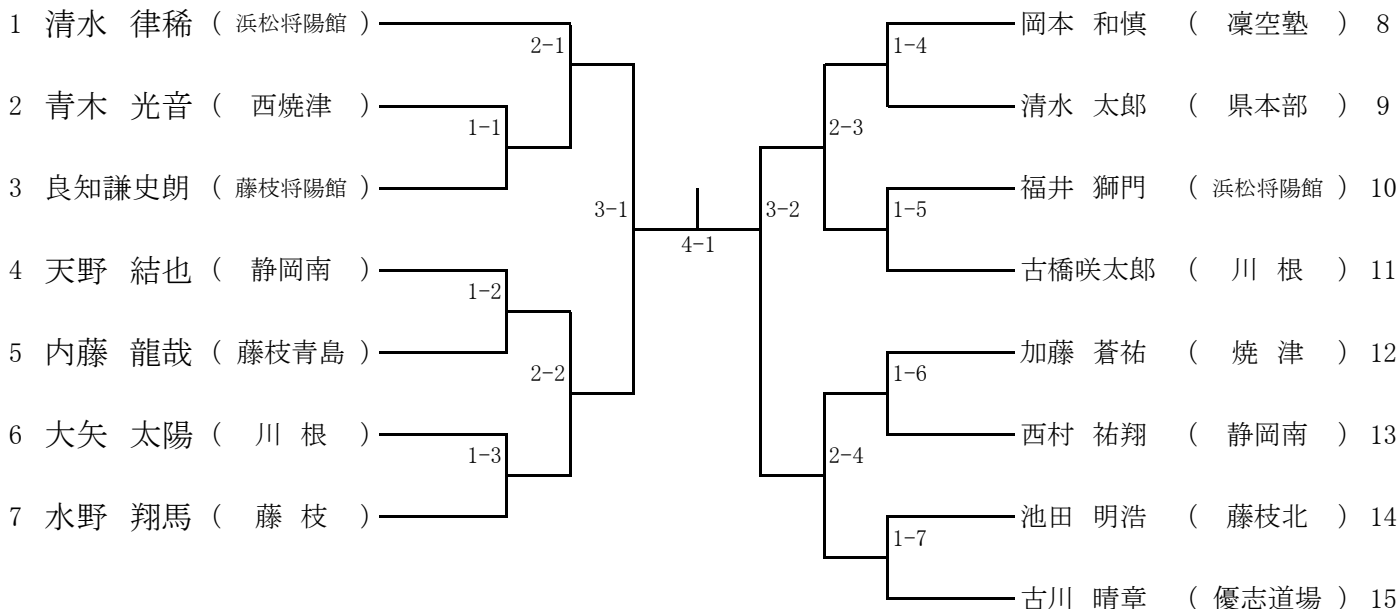 1 清水 律稀 ( 浜松将陽館 )
2-1
2 青木 光音 ( 西焼津 )
1-1
3 良知謙史朗 ( 藤枝将陽館 )
3-1
4 天野 結也 ( 静岡南 )
1-2
5 内藤 龍哉 ( 藤枝青島 )
2-2
6 大矢 太陽 ( 川 根 )
1-3
7 水野 翔馬 ( 藤 枝 )
4-1
岡本 和慎 ( 凜空塾 ) 8
1-4
清水 太郎 ( 県本部 ) 9
2-3
福井 獅門 ( 浜松将陽館 ) 10
3-2
1-5
古橋咲太郎 ( 川 根 ) 11
加藤 蒼祐 ( 焼 津 ) 12
1-6
西村 祐翔 ( 静岡南 ) 13
2-4
池田 明浩 ( 藤枝北 ) 14
1-7
古川 晴章 ( 優志道場 ) 15